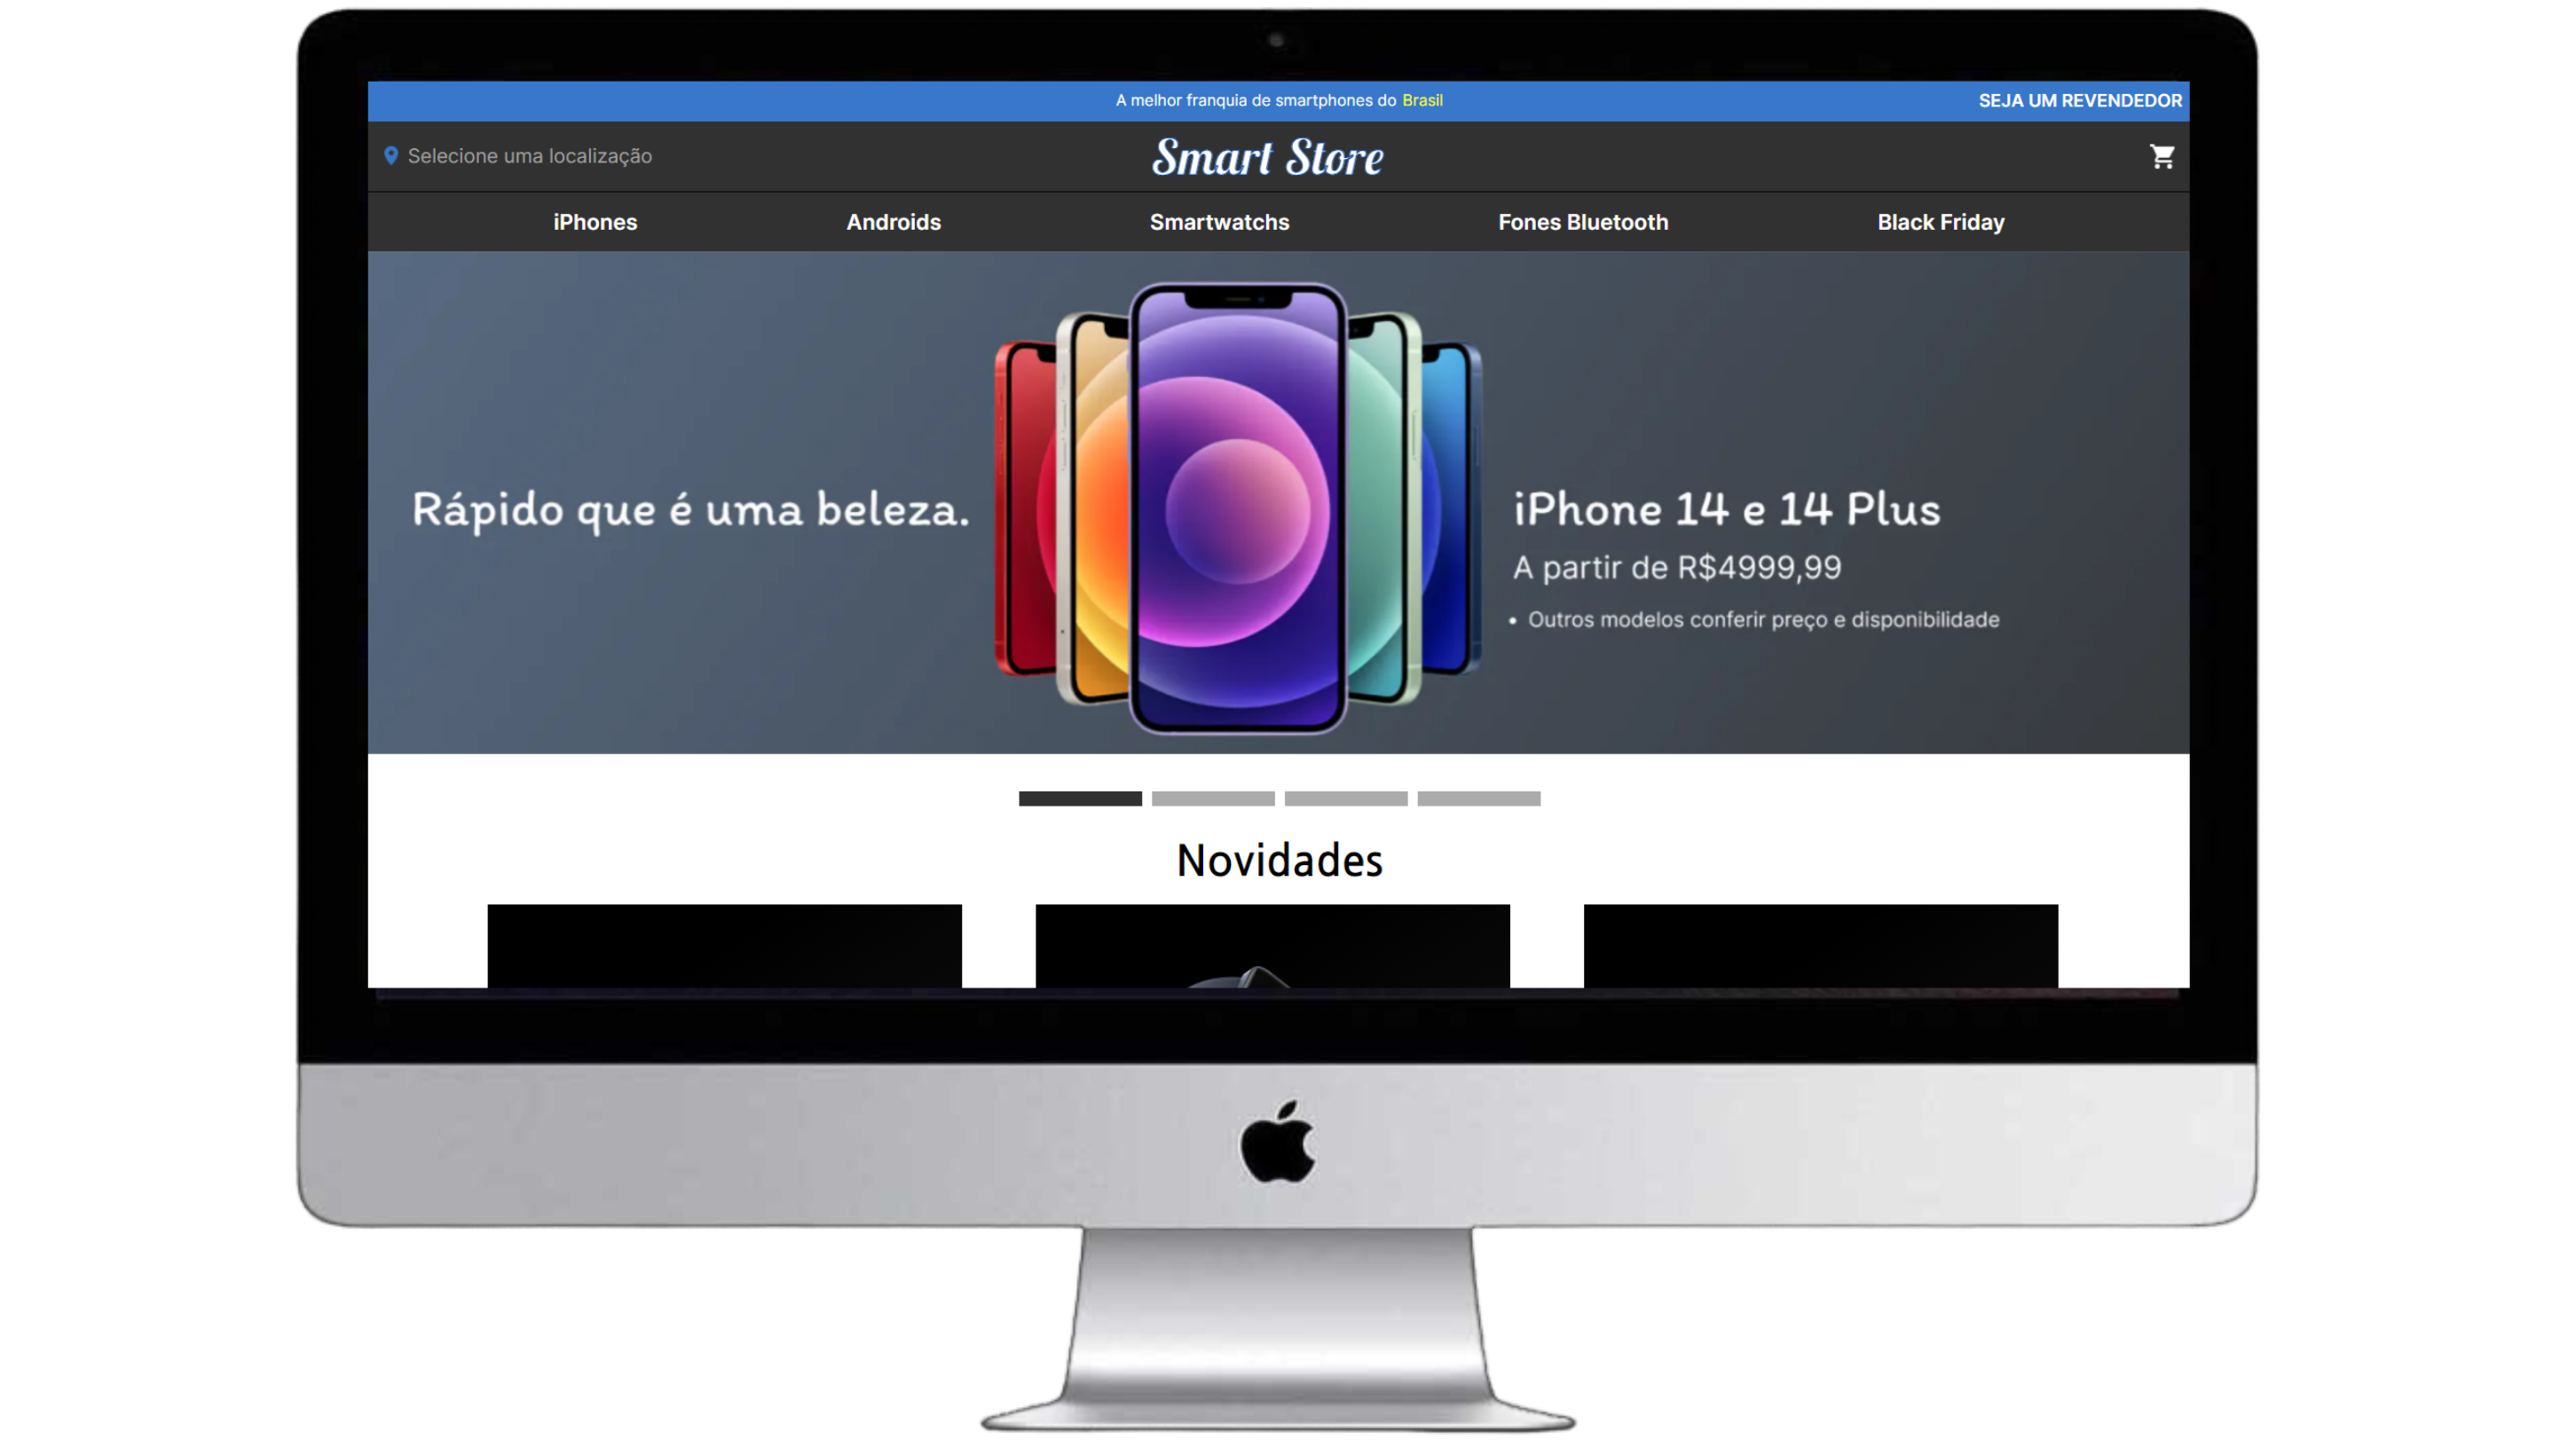 A melhor franquia de smartphones do Brasil
SEJA UM REVENDEDOR
Selecione uma localização
Smart Store
iPhones
Androids
Smartwatchs
Fones Bluetooth
Black Friday
Rápido que é uma beleza.
iPhone 14 e 14 Plus
A partir de R$4999,99
• Outros modelos conferir preço e disponibilidade
Novidades